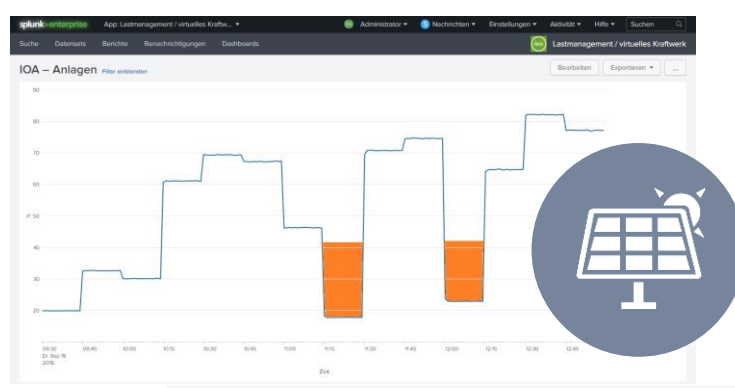 splunk>enterprise App: Lastmanagement / virtuelles Kraftw... Administrator Nachrichten Einstellungen Aktivität Hilfe Suchen
Suche Datensets Berichte Benachrichtigungen Dashboards App Lastmanagement / virtuelles Kraftwerk
IOA – Anlagen Filter einblenden Bearbeiten Exportieren ...
90
80
70
60
50
40
30
20
09:30 09:45 10:00 10:15 10:30 10:45 11:00 11:15 11:30 11:45 12:00 12:15 12:30 12:45
Di. Sep 18
2018
Zeit